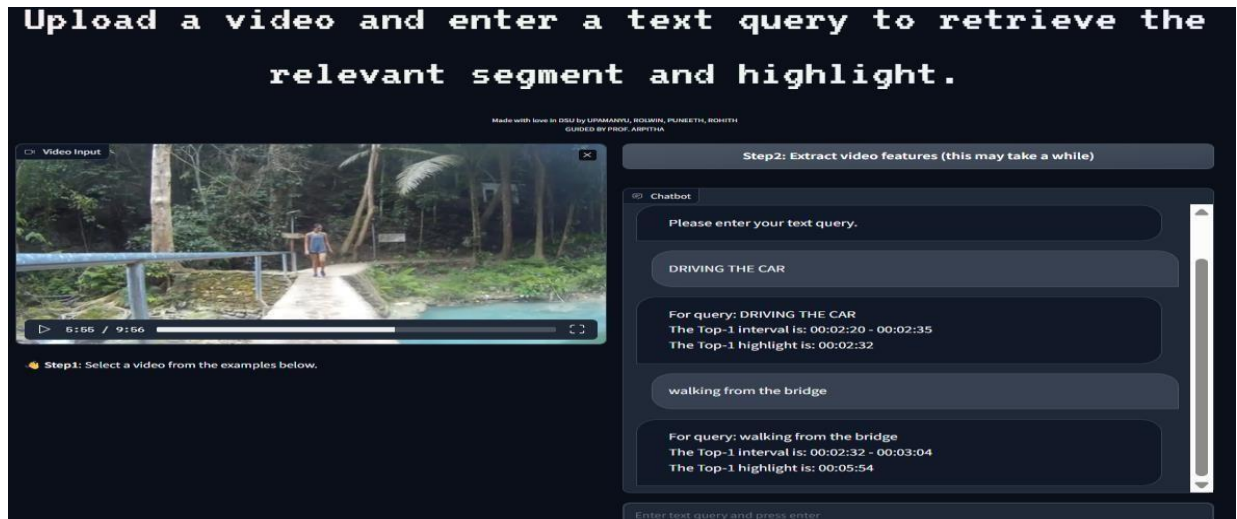 Upload a video and enter a text query to retrieve the
relevant segment and highlight.
Made with love in DSU by UPAMANYU, ROLWIN, PUNEETH, ROHITH
GUIDED BY PROF. ARPITHA
Video Input
5:55 / 9:56
👋 Step1: Select a video from the examples below.
Step2: Extract video features (this may take a while)
Chatbot
Please enter your text query.
DRIVING THE CAR
For query: DRIVING THE CAR
The Top-1 interval is: 00:02:20 - 00:02:35
The Top-1 highlight is: 00:02:32
walking from the bridge
For query: walking from the bridge
The Top-1 interval is: 00:02:32 - 00:03:04
The Top-1 highlight is: 00:05:54
Enter text query and press enter